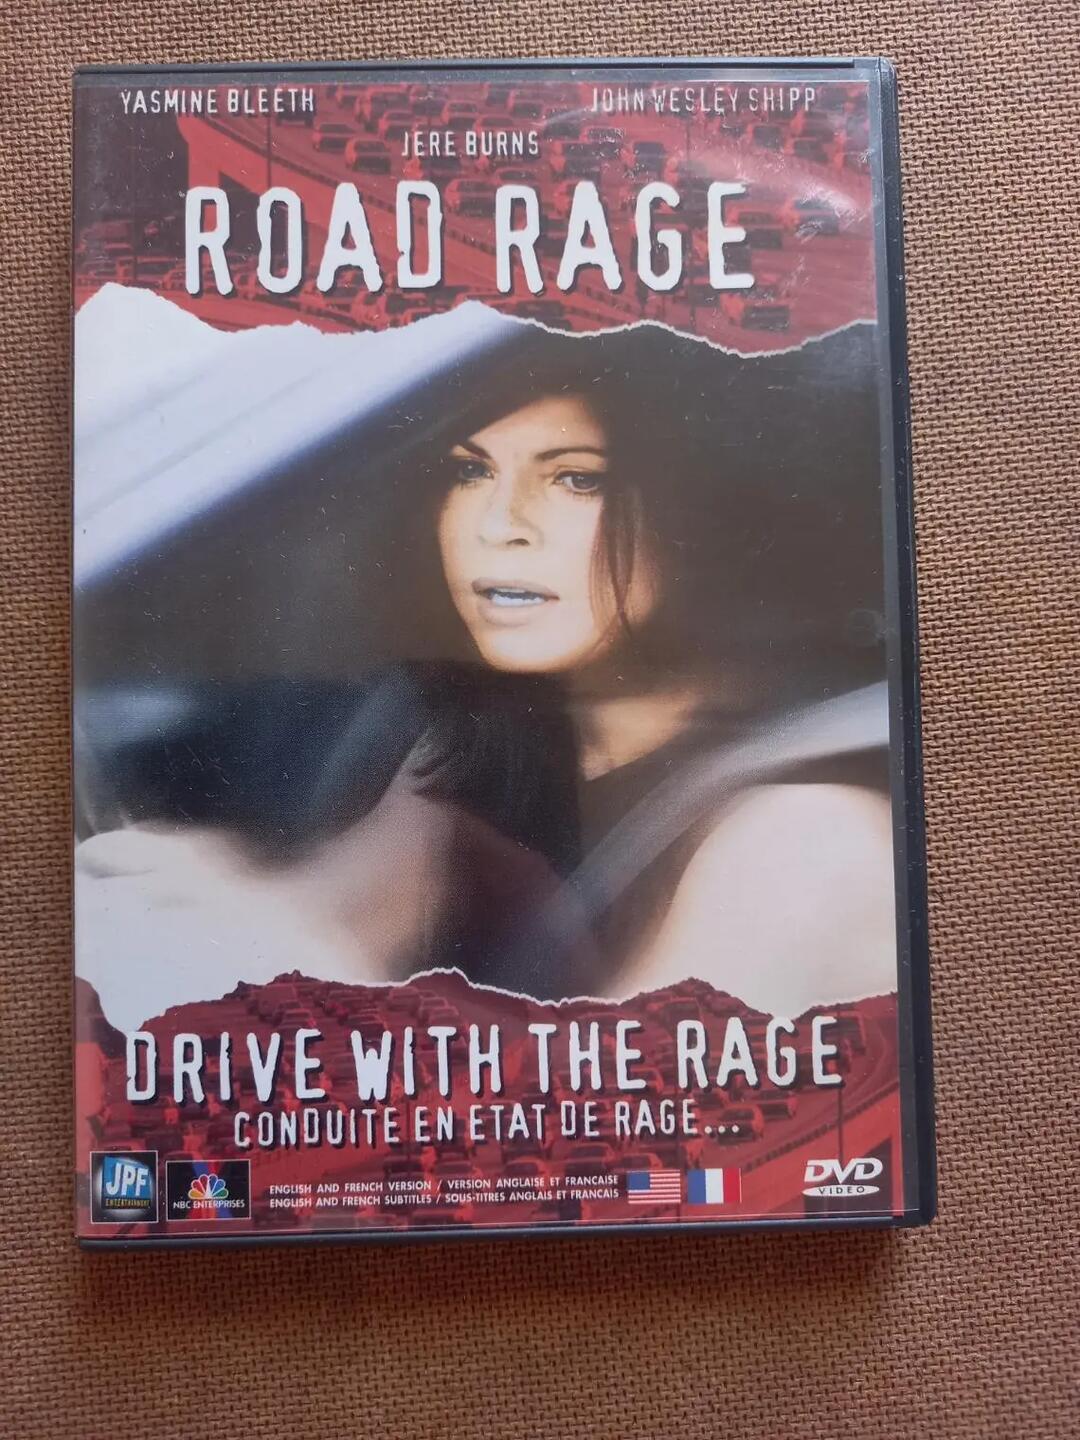 YASMINE BLEETH
JOHN WESLEY SHIPP
JERE BURNS
ROAD RAGE
DRIVE WITH THE RAGE
CONDUITE EN ETAT DE RAGE...
JPF
ENTERTAINMENT
NBC ENTERPRISES
ENGLISH AND FRENCH VERSION / VERSION ANGLAISE ET FRANCAISE
ENGLISH AND FRENCH SUBTITLES / SOUS-TITRES ANGLAIS ET FRANCAIS
DVD
VIDEO